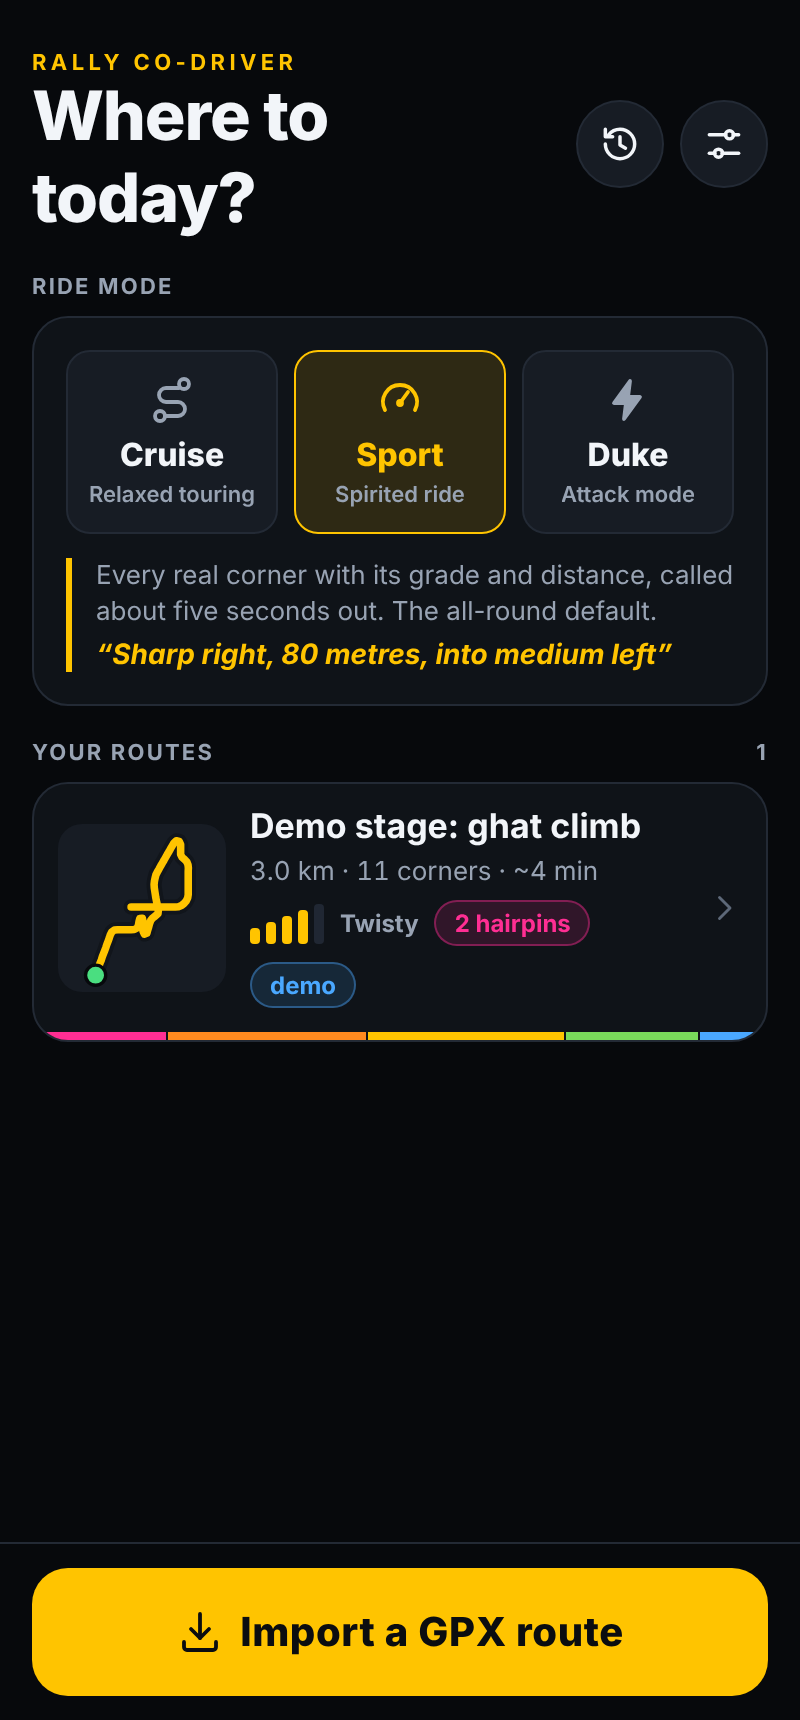 RALLY CO-DRIVER
Where to
today?
RIDE MODE
Cruise
Relaxed touring
Sport
Spirited ride
Duke
Attack mode
Every real corner with its grade and distance, called
about five seconds out. The all-round default.
“Sharp right, 80 metres, into medium left”
YOUR ROUTES 1
Demo stage: ghat climb
3.0 km · 11 corners · ~4 min
Twisty 2 hairpins
demo
Import a GPX route